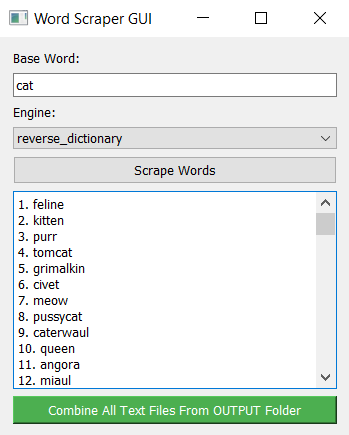 Word Scraper GUI
Base Word:
cat
Engine:
reverse_dictionary
Scrape Words
1. feline
2. kitten
3. purr
4. tomcat
5. grimalkin
6. civet
7. meow
8. pussycat
9. caterwaul
10. queen
11. angora
12. miaul
Combine All Text Files From OUTPUT Folder